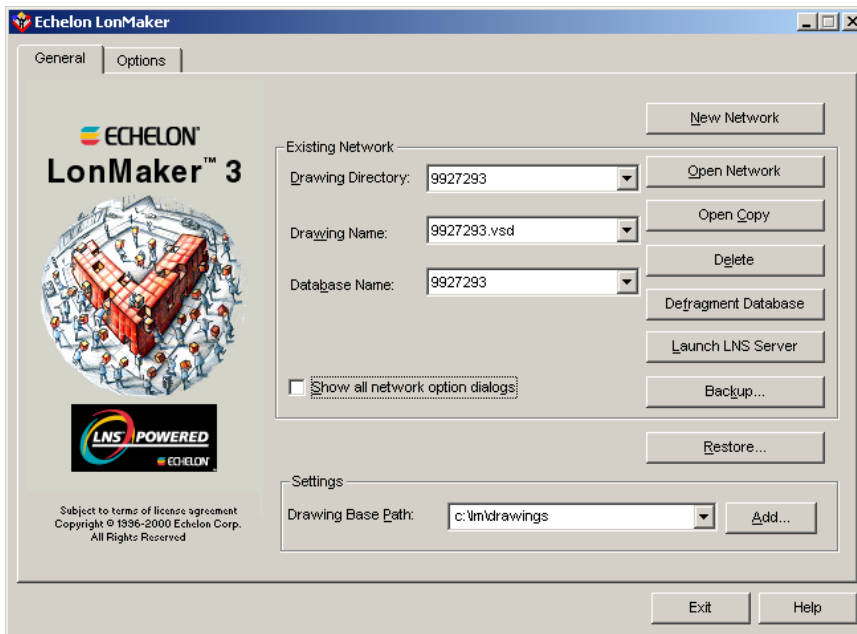 Echelon LonMaker
General
Options
ECHELON®
LonMaker™ 3
LNS POWERED
ECHELON
Subject to terms of license agreement
Copyright © 1996-2000 Echelon Corp.
All Rights Reserved
New Network
Existing Network
Drawing Directory: 9927293
Open Network
Open Copy
Drawing Name: 9927293.vsd
Delete
Database Name: 9927293
Defragment Database
Launch LNS Server
Show all network option dialogs
Backup...
Restore...
Settings
Drawing Base Path: c:\lm\drawings
Add...
Exit
Help